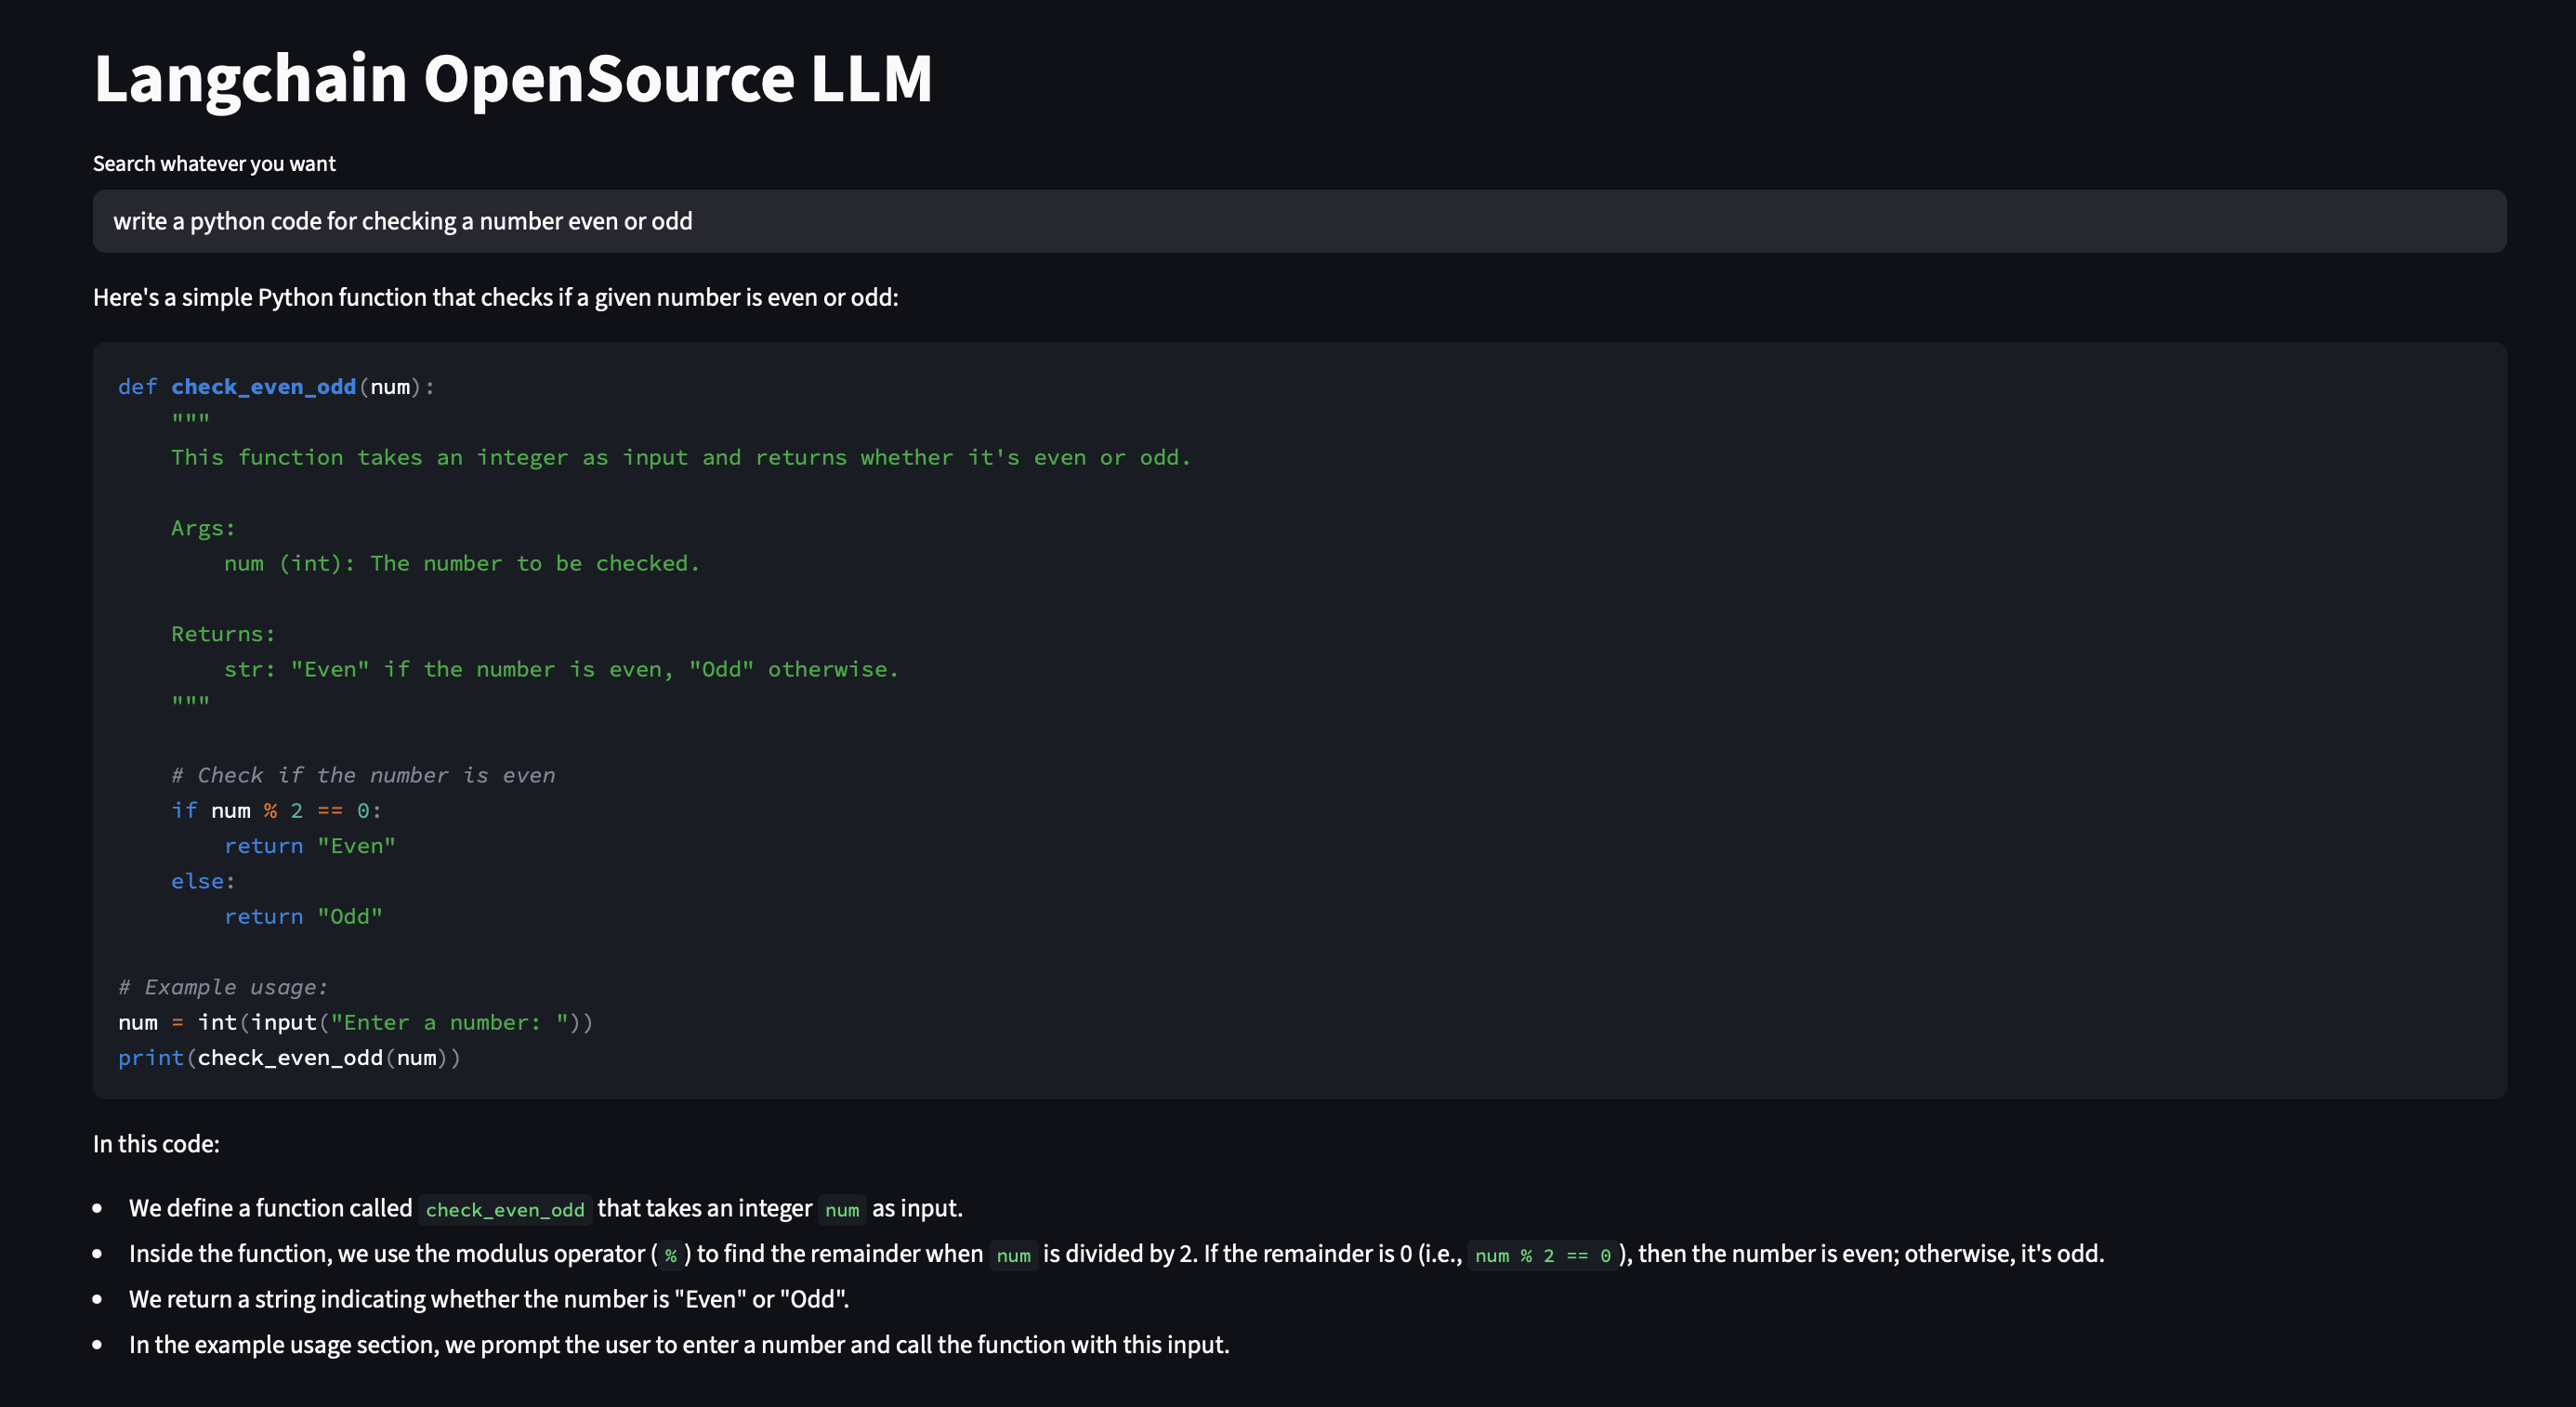 Langchain OpenSource LLM
Search whatever you want
write a python code for checking a number even or odd
Here's a simple Python function that checks if a given number is even or odd:
def check_even_odd(num):
    """
    This function takes an integer as input and returns whether it's even or odd.

    Args:
        num (int): The number to be checked.

    Returns:
        str: "Even" if the number is even, "Odd" otherwise.
    """

    # Check if the number is even
    if num % 2 == 0:
        return "Even"
    else:
        return "Odd"

# Example usage:
num = int(input("Enter a number: "))
print(check_even_odd(num))
In this code:
• We define a function called check_even_odd that takes an integer num as input.
• Inside the function, we use the modulus operator (%) to find the remainder when num is divided by 2. If the remainder is 0 (i.e., num % 2 == 0), then the number is even; otherwise, it's odd.
• We return a string indicating whether the number is "Even" or "Odd".
• In the example usage section, we prompt the user to enter a number and call the function with this input.